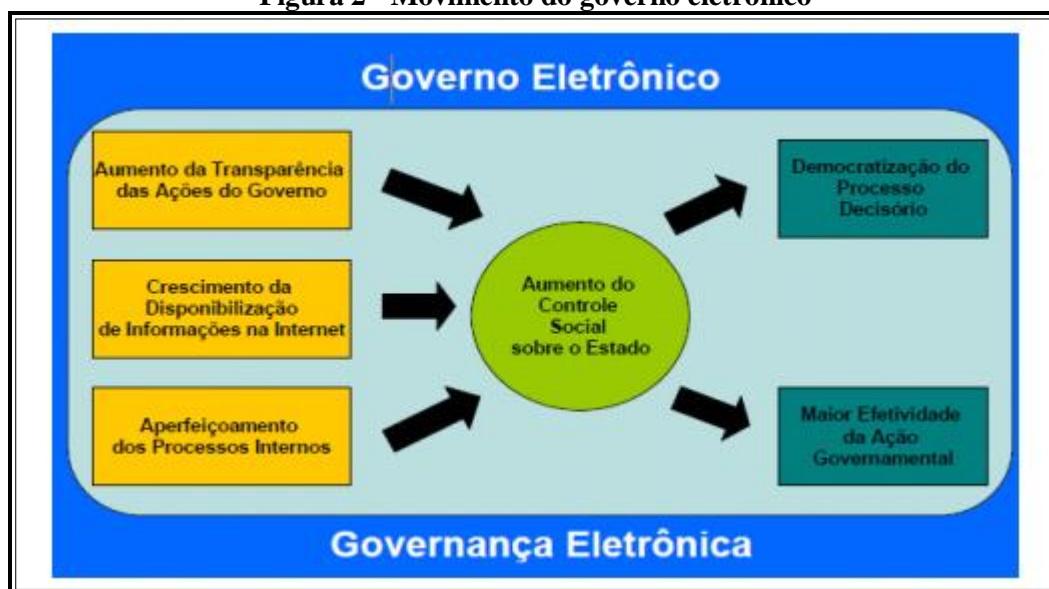 Figura 2 - Movimento do governo eletrônico
Governo Eletrônico
Aumento da Transparência
das Ações do Governo
Crescimento da
Disponibilização
de Informações na Internet
Aperfeiçoamento
dos Processos Internos
Aumento do
Controle
Social
sobre o Estado
Democratização do
Processo
Decisório
Maior Efetividade
da Ação
Governamental
Governança Eletrônica